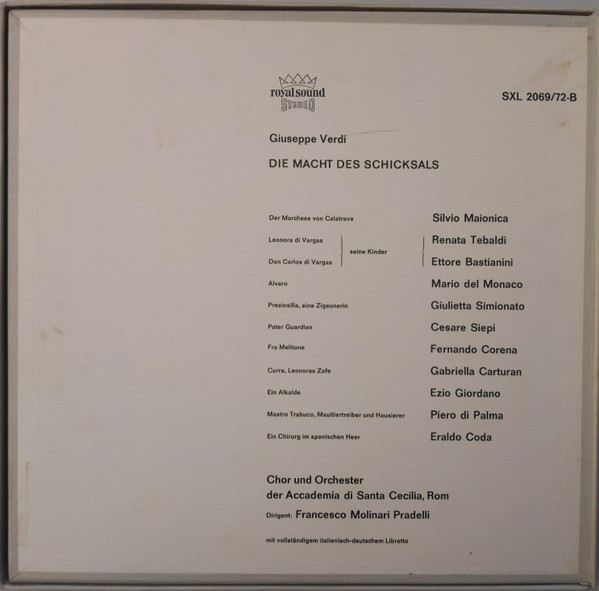 royal sound
STEREO
SXL 2069/72-B
Giuseppe Verdi
DIE MACHT DES SCHICKSALS
Der Marchese von Calatrava Silvio Maionica
Leonora di Vargas Renata Tebaldi
seine Kinder
Don Carlos di Vargas Ettore Bastianini
Alvaro Mario del Monaco
Preziosilla, eine Zigeunerin Giulietta Simionato
Pater Guardian Cesare Siepi
Fra Melitone Fernando Corena
Curra, Leonoras Zofe Gabriella Carturan
Ein Alkalde Ezio Giordano
Mastro Trabuco, Maultiertreiber und Hausierer Piero di Palma
Ein Chirurg im spanischen Heer Eraldo Coda
Chor und Orchester
der Accademia di Santa Cecilia, Rom
Dirigent: Francesco Molinari Pradelli
mit vollständigem italienisch-deutschem Libretto